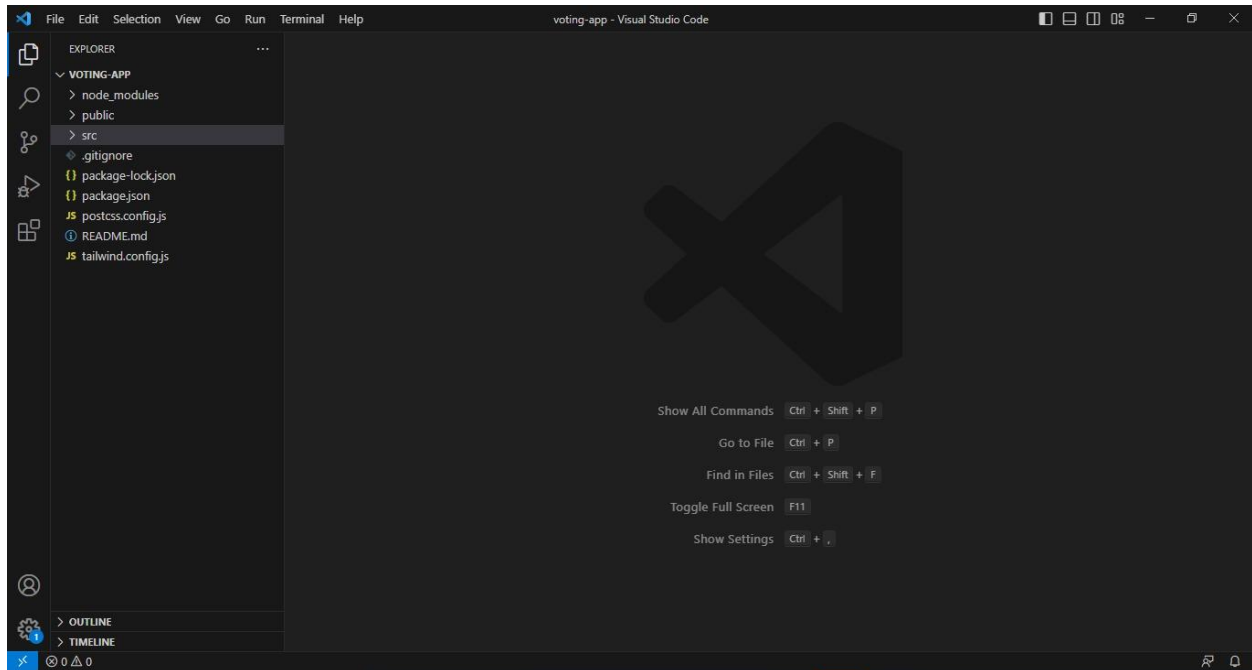 File Edit Selection View Go Run Terminal Help
voting-app - Visual Studio Code
EXPLORER
VOTING-APP
node_modules
public
src
.gitignore
{} package-lock.json
{} package.json
JS postcss.config.js
README.md
JS tailwind.config.js
Show All Commands Ctrl + Shift + P
Go to File Ctrl + P
Find in Files Ctrl + Shift + F
Toggle Full Screen F11
Show Settings Ctrl + ,
OUTLINE
1
TIMELINE
0 0